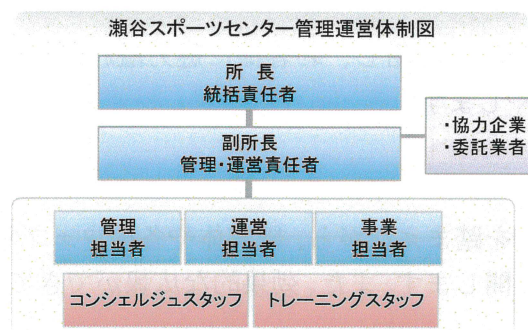 瀬谷スポーツセンター管理運営体制図
所 長
統括責任者
副所長
管理・運営責任者
・協力企業
・委託業者
管理
担当者
運営
担当者
事業
担当者
コンシェルジュスタッフ
トレーニングスタッフ